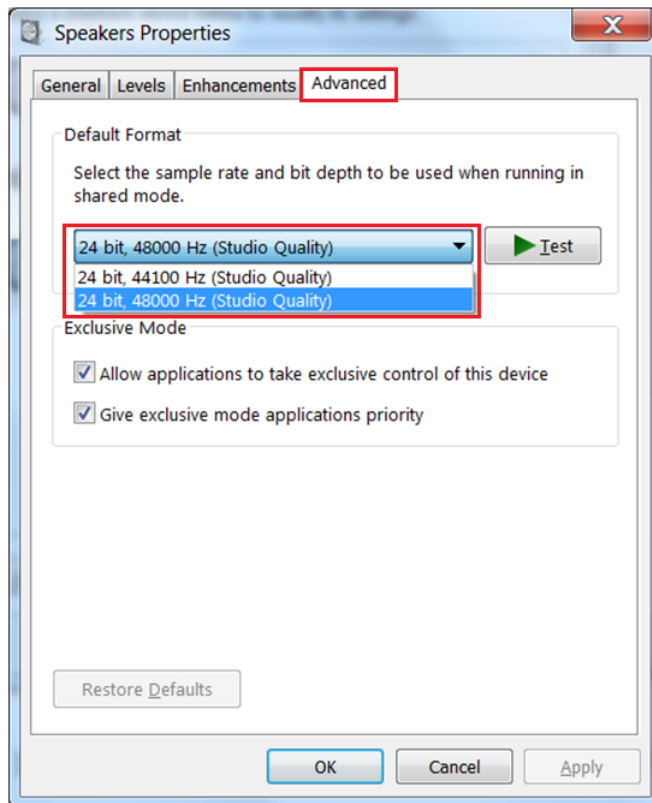 Speakers Properties
X
General Levels Enhancements Advanced
Default Format
Select the sample rate and bit depth to be used when running in
shared mode.
24 bit, 48000 Hz (Studio Quality)
Test
24 bit, 44100 Hz (Studio Quality)
24 bit, 48000 Hz (Studio Quality)
Exclusive Mode
Allow applications to take exclusive control of this device
Give exclusive mode applications priority
Restore Defaults
OK Cancel Apply